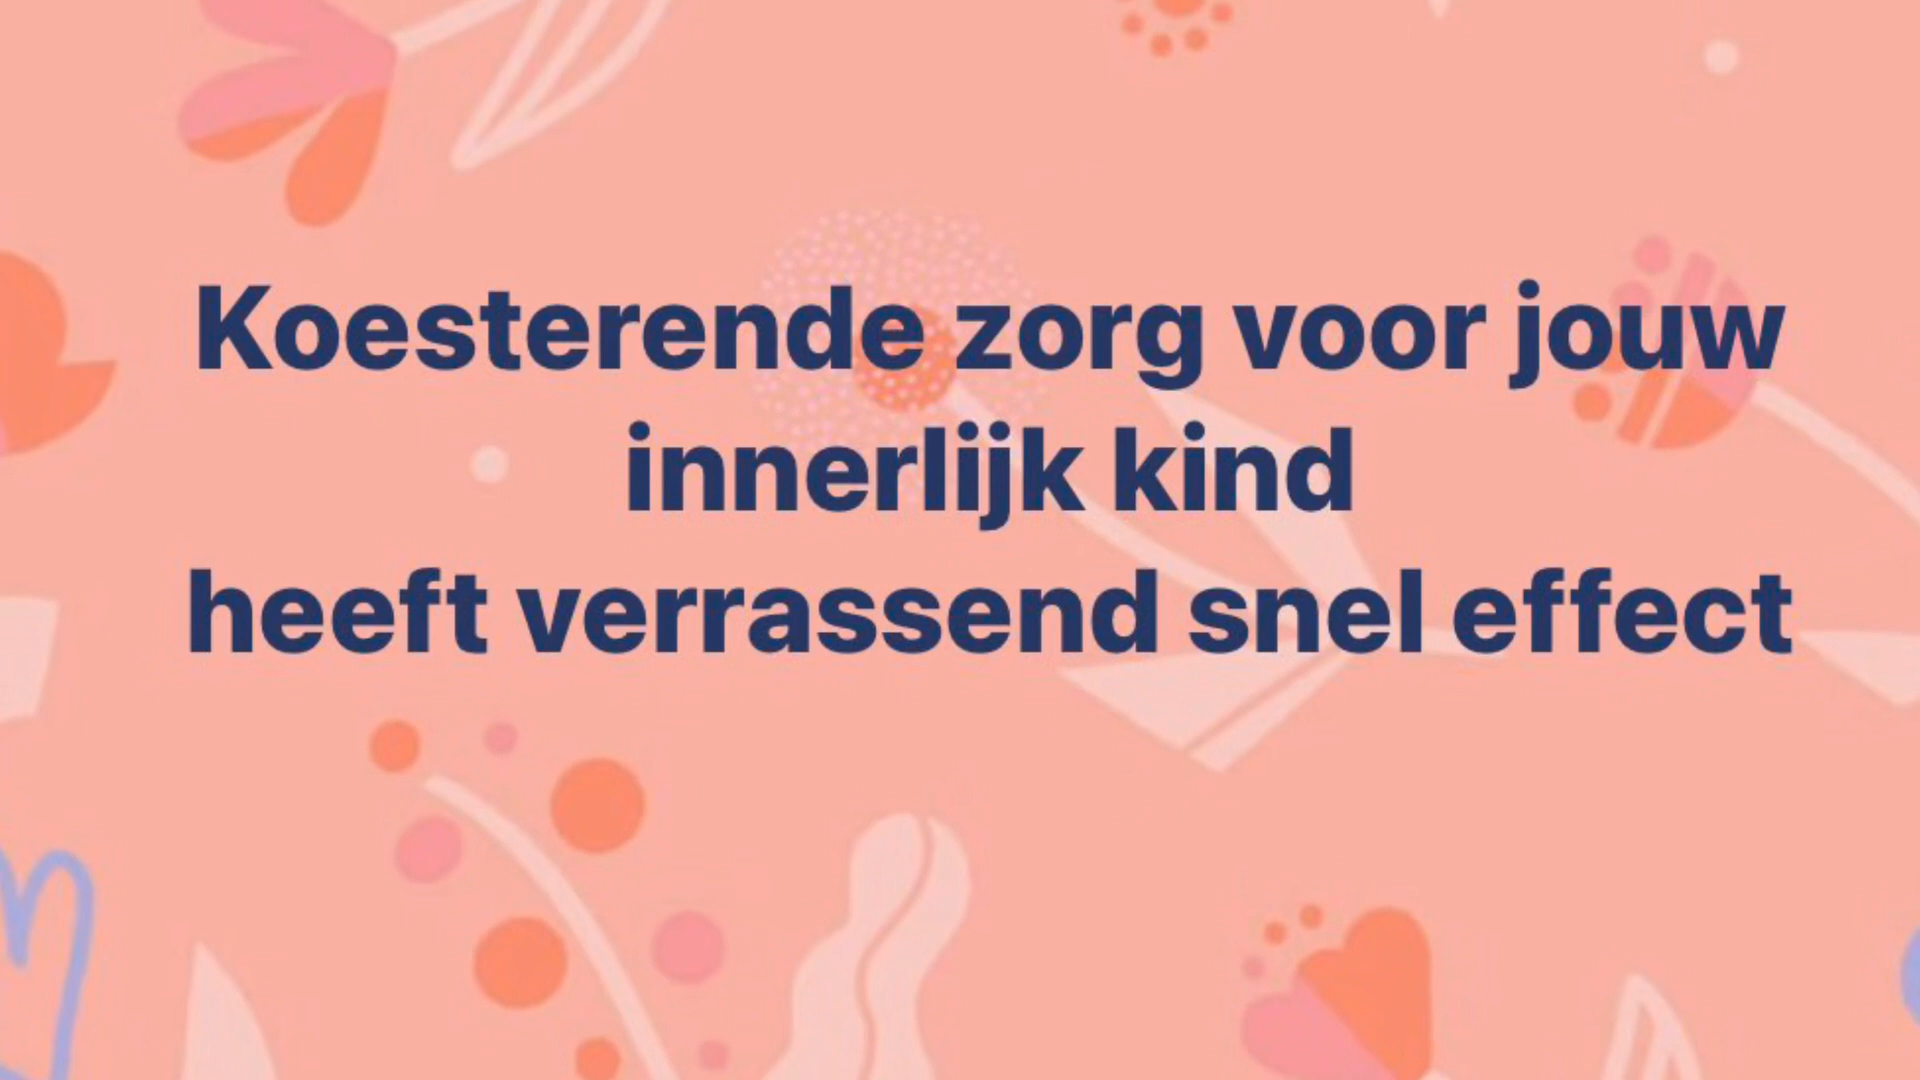 Koesterende zorg voor jouw
innerlijk kind
heeft verrassend snel effect